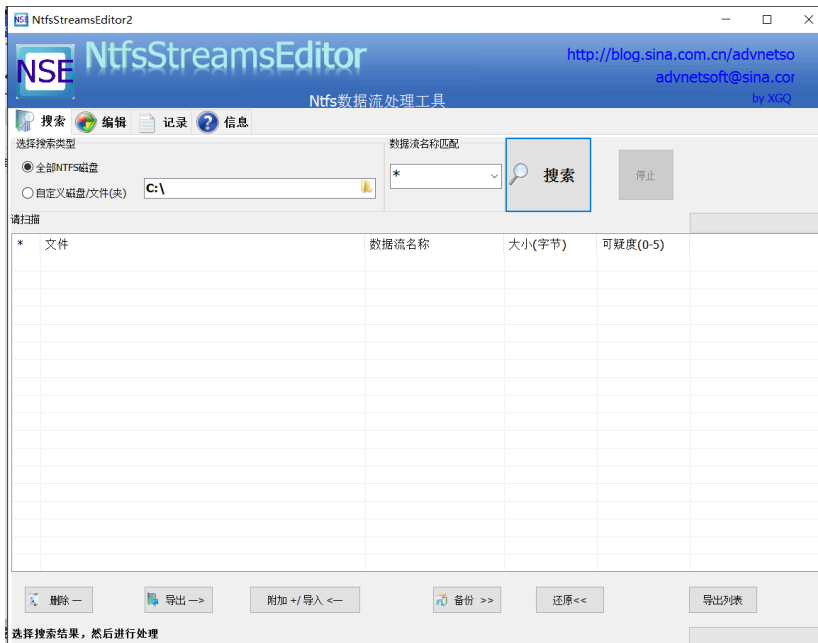 NSE NtfsStreamsEditor2
NSE NtfsStreamsEditor
http://blog.sina.com.cn/advnetso
advnetsoft@sina.cor
Ntfs数据流处理工具
by XGQ
搜索 编辑 记录 信息
选择搜索类型
数据流名称匹配
全部NTFS磁盘
自定义磁盘/文件(夹) C:\
*
搜索
停止
请扫描
* 文件 数据流名称 大小(字节) 可疑度(0-5)
删除 — 导出 —> 附加 +/导入 <— 备份 >> 还原<< 导出列表
选择搜索结果，然后进行处理